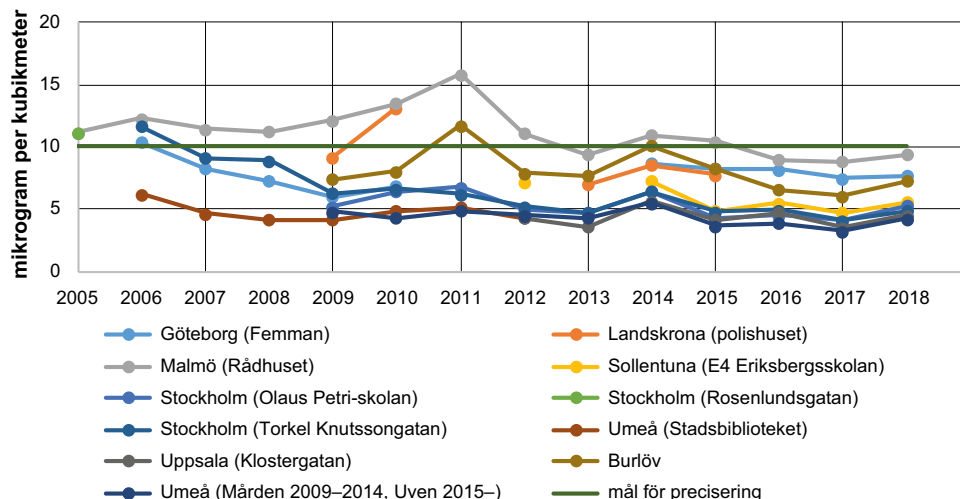 mikrogram per kubikmeter
20
15
10
5
0
2005 2006 2007 2008 2009 2010 2011 2012 2013 2014 2015 2016 2017 2018
Göteborg (Femman) Landskrona (polishuset)
Malmö (Rådhuset) Sollentuna (E4 Eriksbergsskolan)
Stockholm (Olaus Petri-skolan) Stockholm (Rosenlundsgatan)
Stockholm (Torkel Knutssongatan) Umeå (Stadsbiblioteket)
Uppsala (Klostergatan) Burlöv
Umeå (Mården 2009–2014, Uven 2015–) mål för precisering